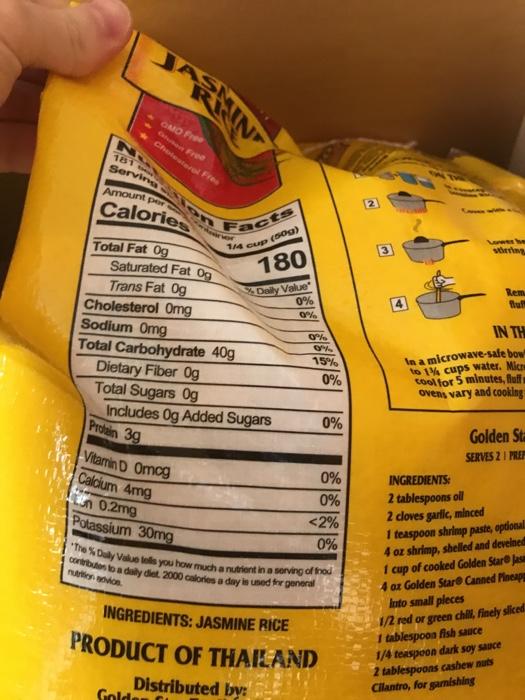 JASMINE
RICE
GMO Free
Gluten Free
Cholesterol Free
Facts
181
Serving
1/4 cup (50g)
Amount per
Calories 180
% Daily Value*
Total Fat 0g 0%
Saturated Fat 0g 0%
Trans Fat 0g
Cholesterol 0mg 0%
Sodium 0mg 0%
Total Carbohydrate 40g 15%
Dietary Fiber 0g 0%
Total Sugars 0g
Includes 0g Added Sugars 0%
Protein 3g
Vitamin D 0mcg 0%
Calcium 4mg 0%
0.2mg <2%
Potassium 30mg 0%
*The % Daily Value tells you how much a nutrient in a serving of food
contributes to a daily diet. 2000 calories a day is used for general
nutrition advice.
INGREDIENTS: JASMINE RICE
PRODUCT OF THAILAND
Distributed by:
Golden
ON THE
2
Cover
3
Lower
stirring
4
IN TH
In a microwave-safe bow
to 1¾ cups water. Micr
cool for 5 minutes, fluff
ovens vary and cooking
Golden Sta
SERVES 2 | PREP
INGREDIENTS:
2 tablespoons oil
2 cloves garlic, minced
1 teaspoon shrimp paste, optional
4 oz shrimp, shelled and deveined
1 cup of cooked Golden Star® Jas
4 oz Golden Star® Canned Pineapp
into small pieces
1/2 red or green chili, finely sliced
1 tablespoon fish sauce
1/4 teaspoon dark soy sauce
2 tablespoons cashew nuts
Cilantro, for garnishing